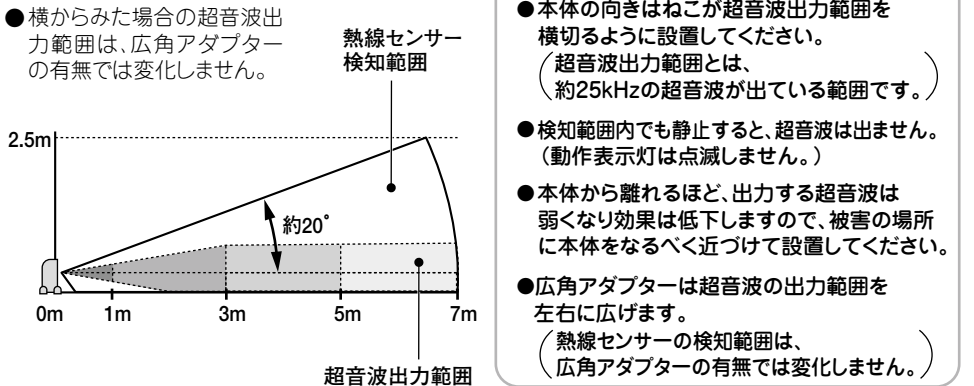 ●横からみた場合の超音波出
力範囲は、広角アダプター
の有無では変化しません。
熱線センサー
検知範囲
2.5m
約20°
0m 1m 3m 5m 7m
超音波出力範囲
●本体の向きはねこが超音波出力範囲を
横切るように設置してください。
(超音波出力範囲とは、
約25kHzの超音波が出ている範囲です。)
●検知範囲内でも静止すると、超音波は出ません。
(動作表示灯は点滅しません。)
●本体から離れるほど、出力する超音波は
弱くなり効果は低下しますので、被害の場所
に本体をなるべく近づけて設置してください。
●広角アダプターは超音波の出力範囲を
左右に広げます。
(熱線センサーの検知範囲は、
広角アダプターの有無では変化しません。)